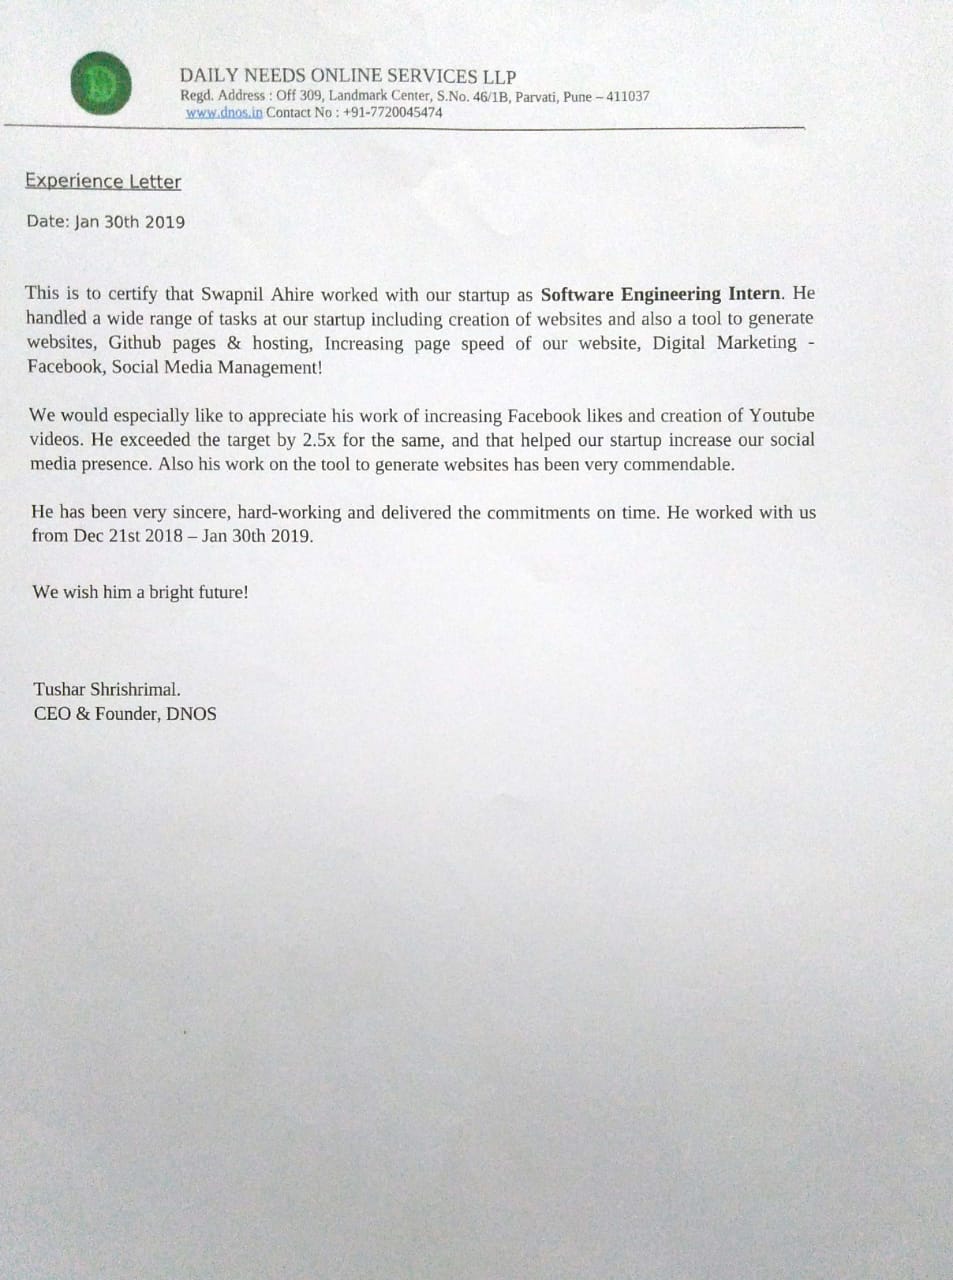 DAILY NEEDS ONLINE SERVICES LLP
Regd. Address : Off 309, Landmark Center, S.No. 46/1B, Parvati, Pune – 411037
www.dnos.in Contact No : +91-7720045474
Experience Letter
Date: Jan 30th 2019
This is to certify that Swapnil Ahire worked with our startup as Software Engineering Intern. He
handled a wide range of tasks at our startup including creation of websites and also a tool to generate
websites, Github pages & hosting, Increasing page speed of our website, Digital Marketing -
Facebook, Social Media Management!
We would especially like to appreciate his work of increasing Facebook likes and creation of Youtube
videos. He exceeded the target by 2.5x for the same, and that helped our startup increase our social
media presence. Also his work on the tool to generate websites has been very commendable.
He has been very sincere, hard-working and delivered the commitments on time. He worked with us
from Dec 21st 2018 – Jan 30th 2019.
We wish him a bright future!
Tushar Shrishrimal.
CEO & Founder, DNOS